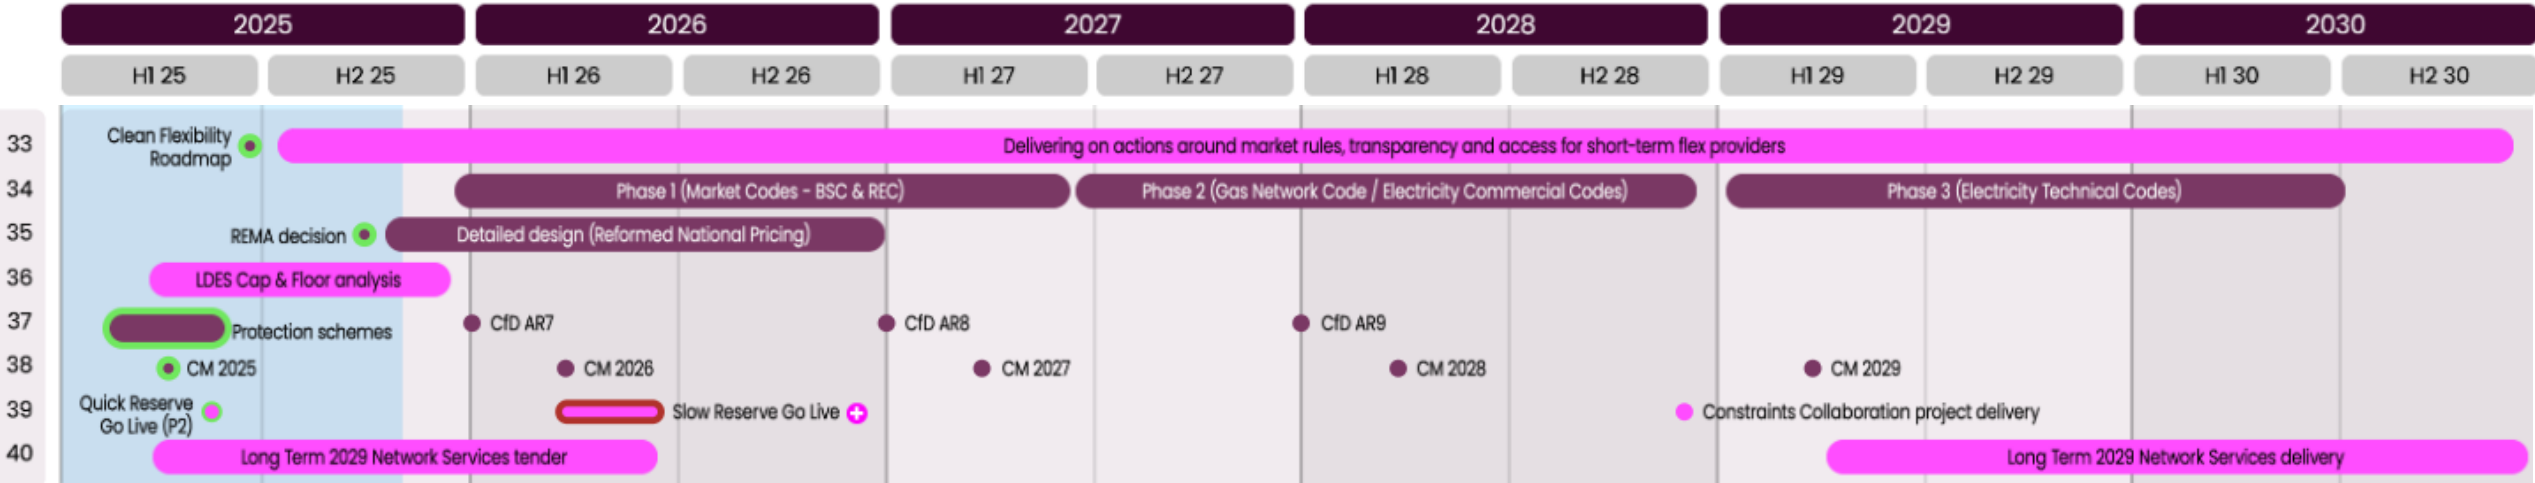 2025 2026 2027 2028 2029 2030
H1 25 H2 25 H1 26 H2 26 H1 27 H2 27 H1 28 H2 28 H1 29 H2 29 H1 30 H2 30
33
Clean Flexibility
Roadmap
Delivering on actions around market rules, transparency and access for short-term flex providers
34
Phase 1 (Market Codes - BSC & REC)
Phase 2 (Gas Network Code / Electricity Commercial Codes)
Phase 3 (Electricity Technical Codes)
35
REMA decision
Detailed design (Reformed National Pricing)
36
LDES Cap & Floor analysis
37
Protection schemes
CfD AR7
CfD AR8
CfD AR9
38
CM 2025
CM 2026
CM 2027
CM 2028
CM 2029
39
Quick Reserve
Go Live (P2)
Slow Reserve Go Live
Constraints Collaboration project delivery
40
Long Term 2029 Network Services tender
Long Term 2029 Network Services delivery